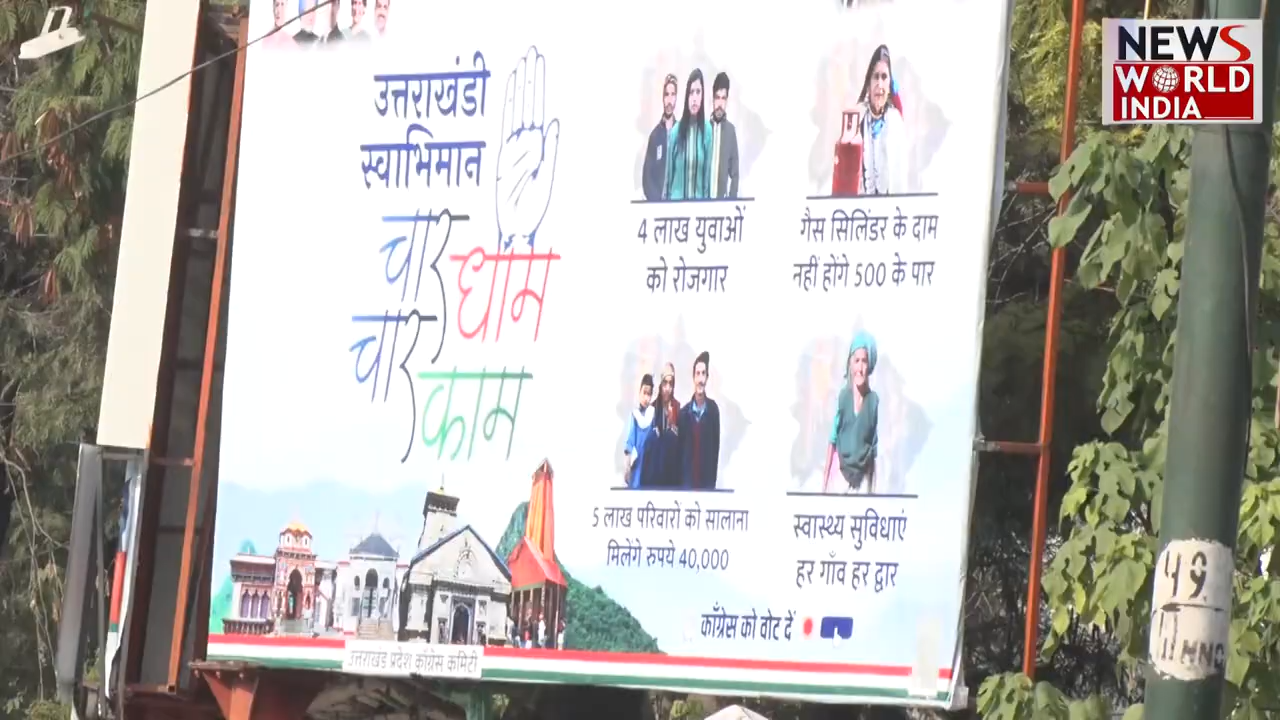 NEWS
WORLD
INDIA
उत्तराखंडी
स्वाभिमान
चार धाम
चार काम
4 लाख युवाओं
को रोजगार
गैस सिलिंडर के दाम
नहीं होंगे 500 के पार
5 लाख परिवारों को सालाना
मिलेंगे रुपये 40,000
स्वास्थ्य सुविधाएं
हर गाँव हर द्वार
काँग्रेस को वोट दें
उत्तराखंड प्रदेश काँग्रेस कमिटी